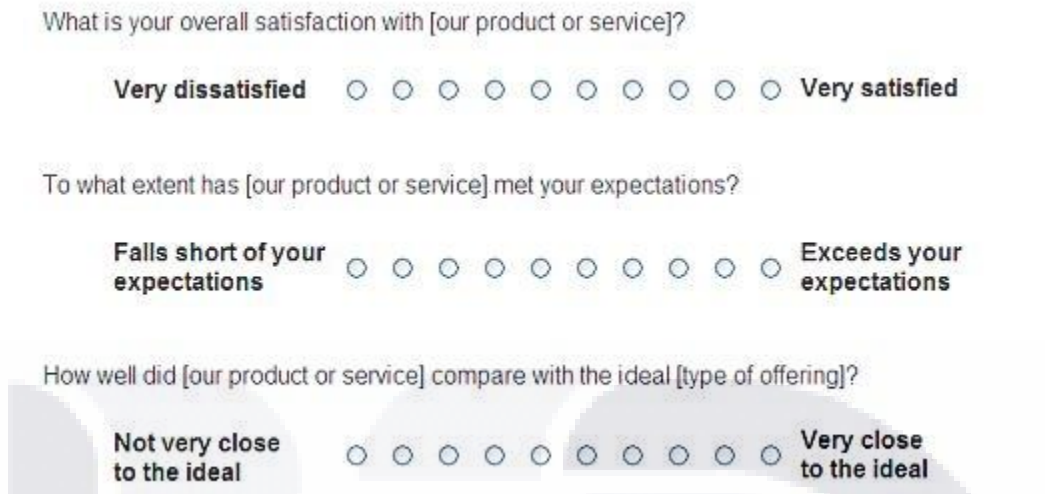 What is your overall satisfaction with [our product or service]?
Very dissatisfied
Very satisfied
To what extent has [our product or service] met your expectations?
Falls short of your
expectations
Exceeds your
expectations
How well did [our product or service] compare with the ideal [type of offering]?
Not very close
to the ideal
Very close
to the ideal